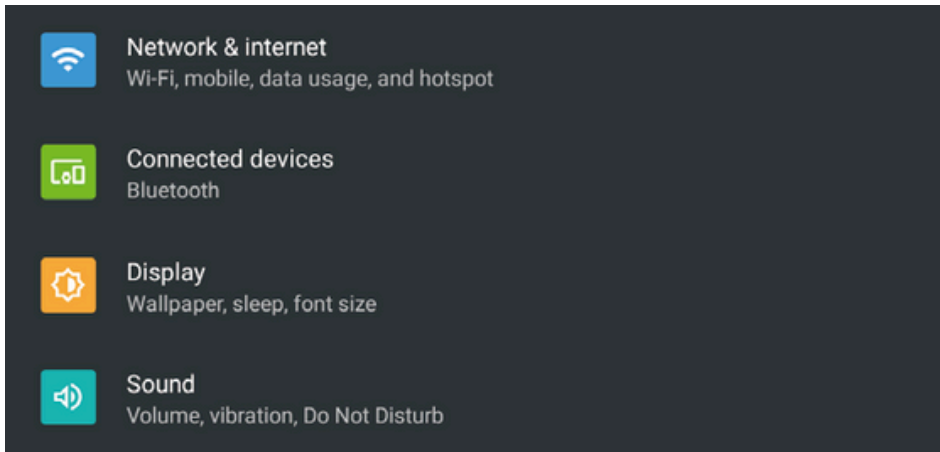 Network & internet
Wi-Fi, mobile, data usage, and hotspot
Connected devices
Bluetooth
Display
Wallpaper, sleep, font size
Sound
Volume, vibration, Do Not Disturb